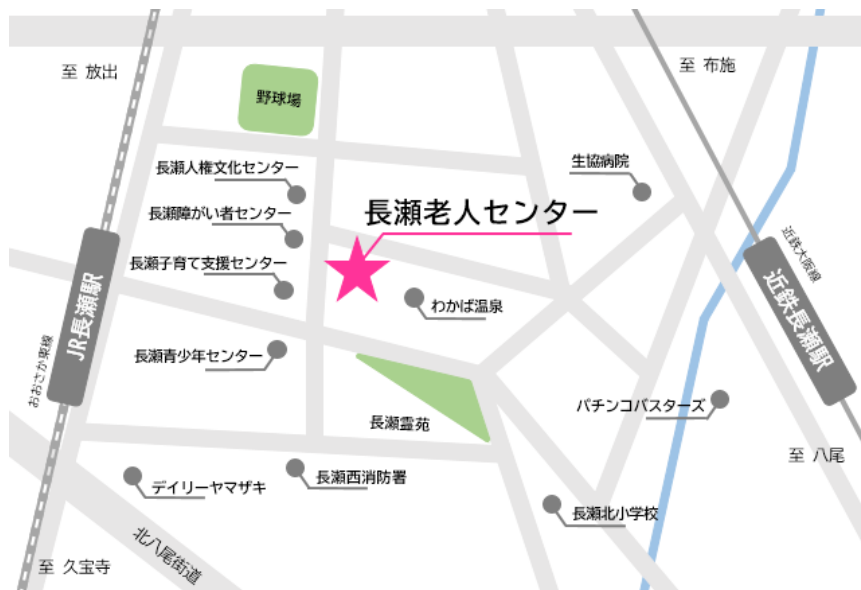 至 放出
至 布施
野球場
長瀬人権文化センター
生協病院
長瀬障がい者センター
長瀬老人センター
長瀬子育て支援センター
近鉄大阪線
JR長瀬駅
わかば温泉
近鉄長瀬駅
おおさか東線
長瀬青少年センター
パチンコバスターズ
長瀬霊苑
至 八尾
長瀬西消防署
デイリーヤマザキ
長瀬北小学校
北八尾街道
至 久宝寺